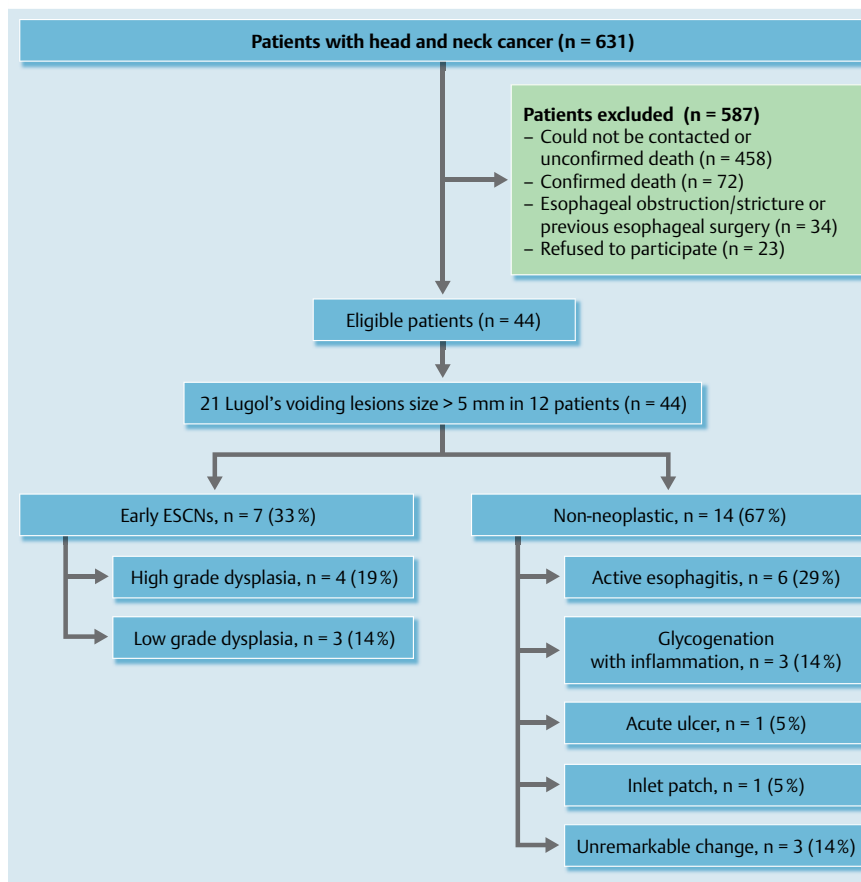 Patients with head and neck cancer (n = 631)
Patients excluded (n = 587)
– Could not be contacted or
unconfirmed death (n = 458)
– Confirmed death (n = 72)
– Esophageal obstruction/stricture or
previous esophageal surgery (n = 34)
– Refused to participate (n = 23)
Eligible patients (n = 44)
21 Lugol’s voiding lesions size > 5 mm in 12 patients (n = 44)
Early ESCNs, n = 7 (33 %)
High grade dysplasia, n = 4 (19 %)
Low grade dysplasia, n = 3 (14 %)
Non-neoplastic, n = 14 (67 %)
Active esophagitis, n = 6 (29 %)
Glycogenation
with inflammation, n = 3 (14 %)
Acute ulcer, n = 1 (5 %)
Inlet patch, n = 1 (5 %)
Unremarkable change, n = 3 (14 %)